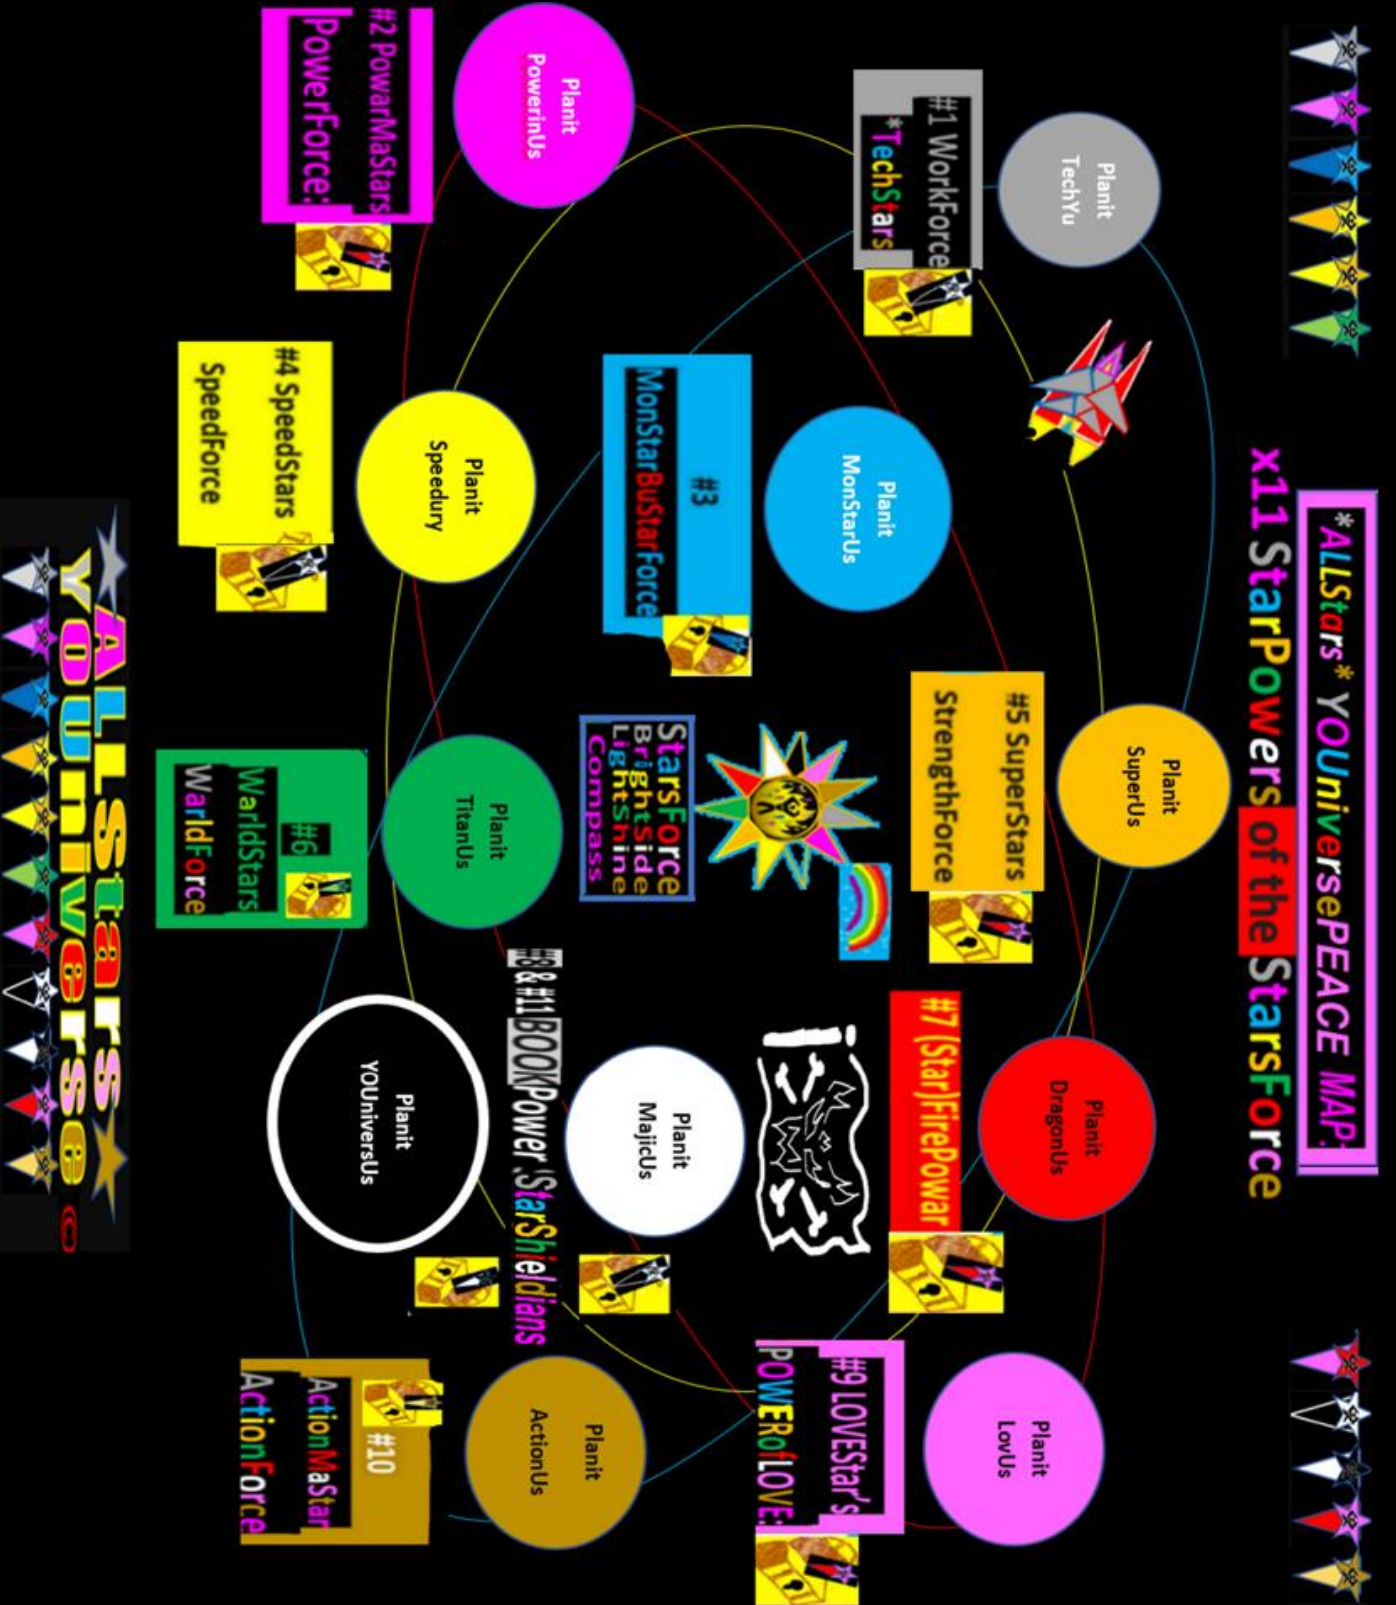 *ALLStars* YOUniversePEACE MAP:
x11 StarPowers of the StarsForce
Planit
TechYu
#1 WorkForce
*TechStars
Planit
PowerinUs
#2 PowarMaStars
PowerForce:
Planit
MonStarUs
#3
MonStarBuStarForce
Planit
Speedury
#4 SpeedStars
SpeedForce
Planit
SuperUs
#5 SuperStars
StrengthForce
StarsForce
BrightSide
LightShine
Compass
Planit
TitanUs
#6
WarldStars
WarldForce
Planit
DragonUs
#7 (Star)FirePowar
Planit
MajicUs
#8 & #11BOOKPower StarShieldians
Planit
YOUniversUs
Planit
LovUs
#9 LOVEStar's
POWERofLOVE:
Planit
ActionUs
#10
ActionMaStar
ActionForce
ALLStars
YOUniverse ©